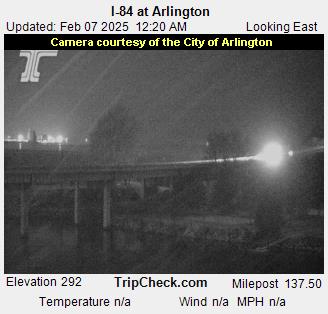 I-84 at Arlington
Updated: Feb 07 2025 12:20 AM Looking East
Camera courtesy of the City of Arlington
Elevation 292 TripCheck.com Milepost 137.50
Temperature n/a Wind n/a MPH n/a